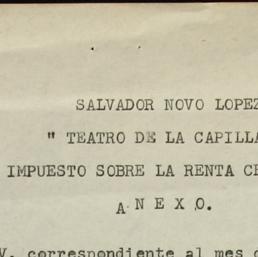 SALVADOR NOVO LOPEZ
" TEATRO DE LA CAPILLA
IMPUESTO SOBRE LA RENTA
A N E X O.
correspondiente al mes